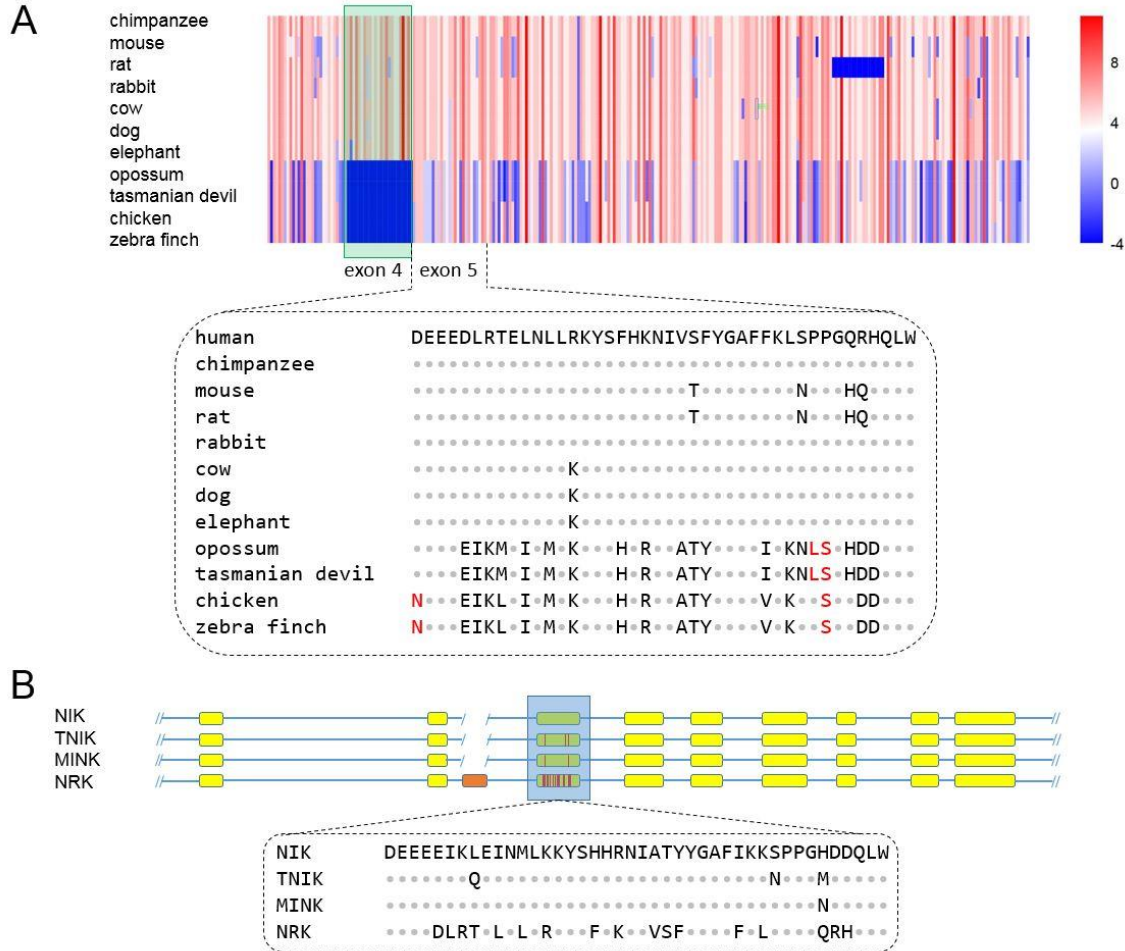 A
chimpanzee
mouse
rat
rabbit
cow
dog
elephant
opossum
tasmanian devil
chicken
zebra finch
8
4
0
-4
exon 4 exon 5
human DEEEDLRTELNLLRKYSFHKNIVSFYGAFFKLSPPGQRHQLW
chimpanzee ••••••••••••••••••••••••••••••••••••••••••
mouse •••••••••••••••••••••••T••••••••N•••HQ••••
rat •••••••••••••••••••••••T••••••••N•••HQ••••
rabbit ••••••••••••••••••••••••••••••••••••••••••
cow •••••••••••••K••••••••••••••••••••••••••••
dog •••••••••••••K••••••••••••••••••••••••••••
elephant •••••••••••••K••••••••••••••••••••••••••••
opossum ••••EIKM•I•M•K•••H•R••ATY••••I•KNLS•HDD•••
tasmanian devil ••••EIKM•I•M•K•••H•R••ATY••••I•KNLS•HDD•••
chicken N•••EIKL•I•M•K•••H•R••ATY••••V•K••S••DD•••
zebra finch N•••EIKL•I•M•K•••H•R••ATY••••V•K••S••DD•••
B
NIK
TNIK
MINK
NRK
NIK DEEEEIKLEINMLKKYSHHRNIATYYGAFIKKSPPGHDDQLW
TNIK •••••••Q••••••••••••••••••••••••N•••M•••••
MINK ••••••••••••••••••••••••••••••••••••N•••••
NRK ••••DLRT•L•L•R•••F•K••VSF••••F•L••••QRH•••